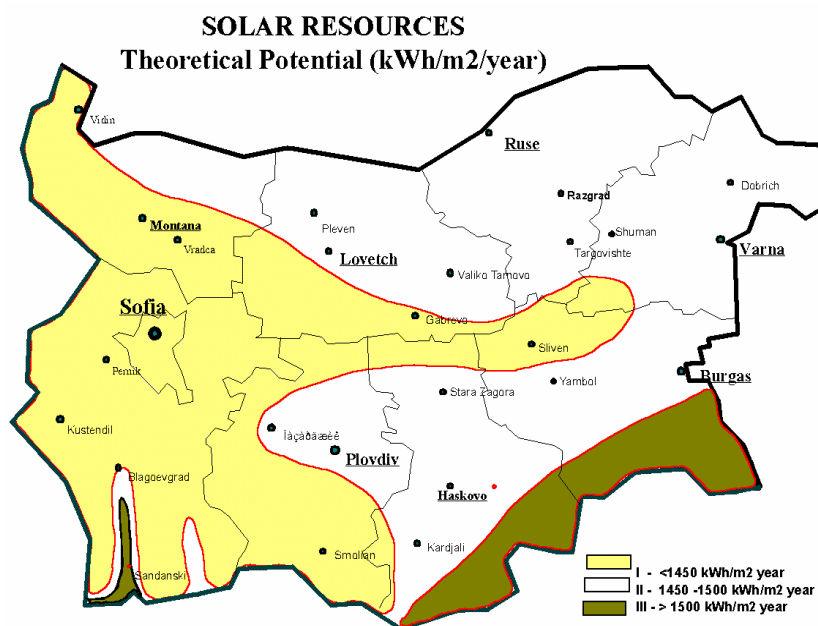 SOLAR RESOURCES
Theoretical Potential (kWh/m2/year)
Vidin
Ruse
Dobrich
Razgrad
Montana
Pleven
Shuman
Vradca
Targovishte
Varna
Lovetch
Valiko Tarnovo
Sofia
Gabrevo
Sliven
Pernik
Burgas
Yambol
Stara Zagora
Kustendil
Ïàçàðäæèê
Plovdiv
Blagoevgrad
Haskovo
Kardjali
Smolian
Sandanski
I - <1450 kWh/m2 year
II - 1450 -1500 kWh/m2 year
III - > 1500 kWh/m2 year